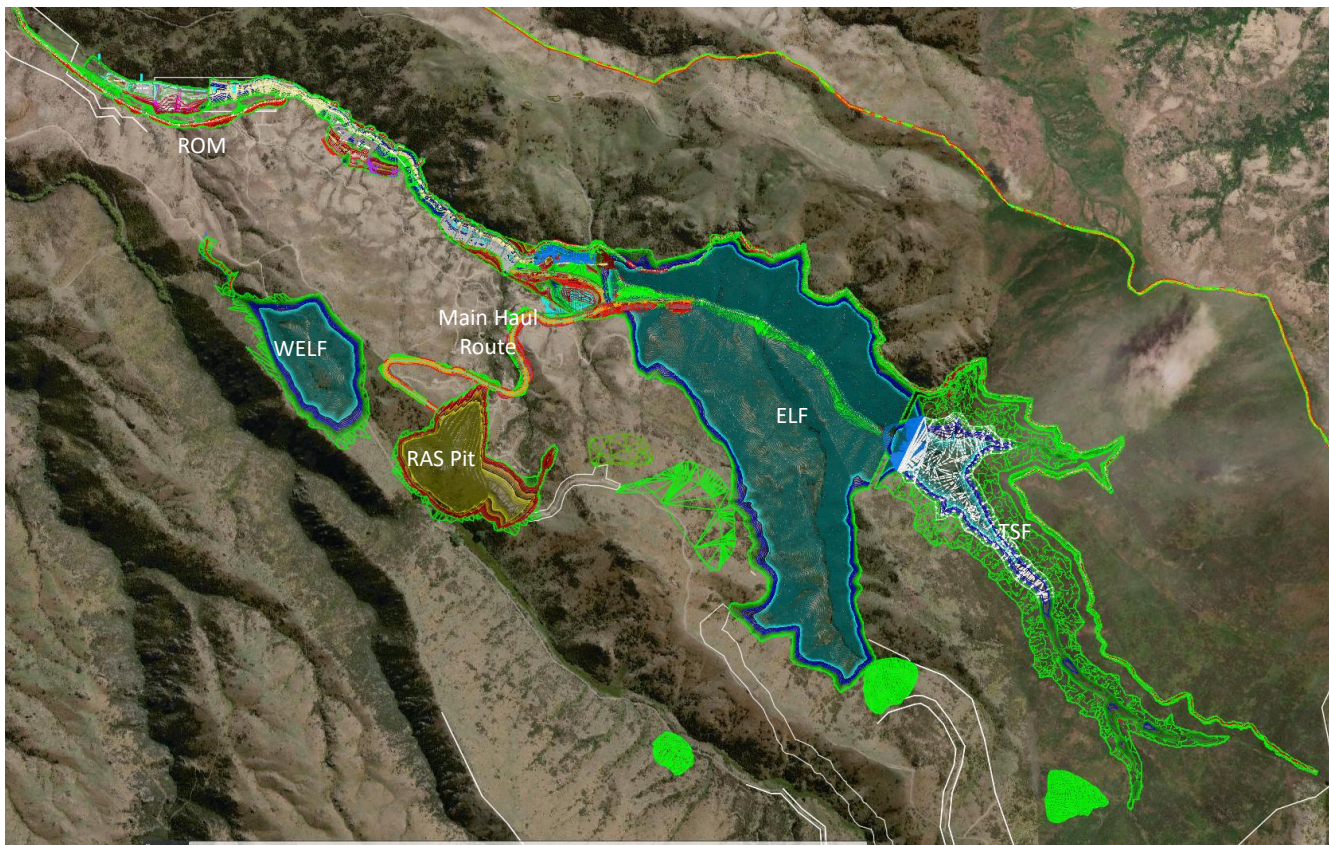 ROM
Main Haul
Route
WELF
ELF
RAS Pit
TSF